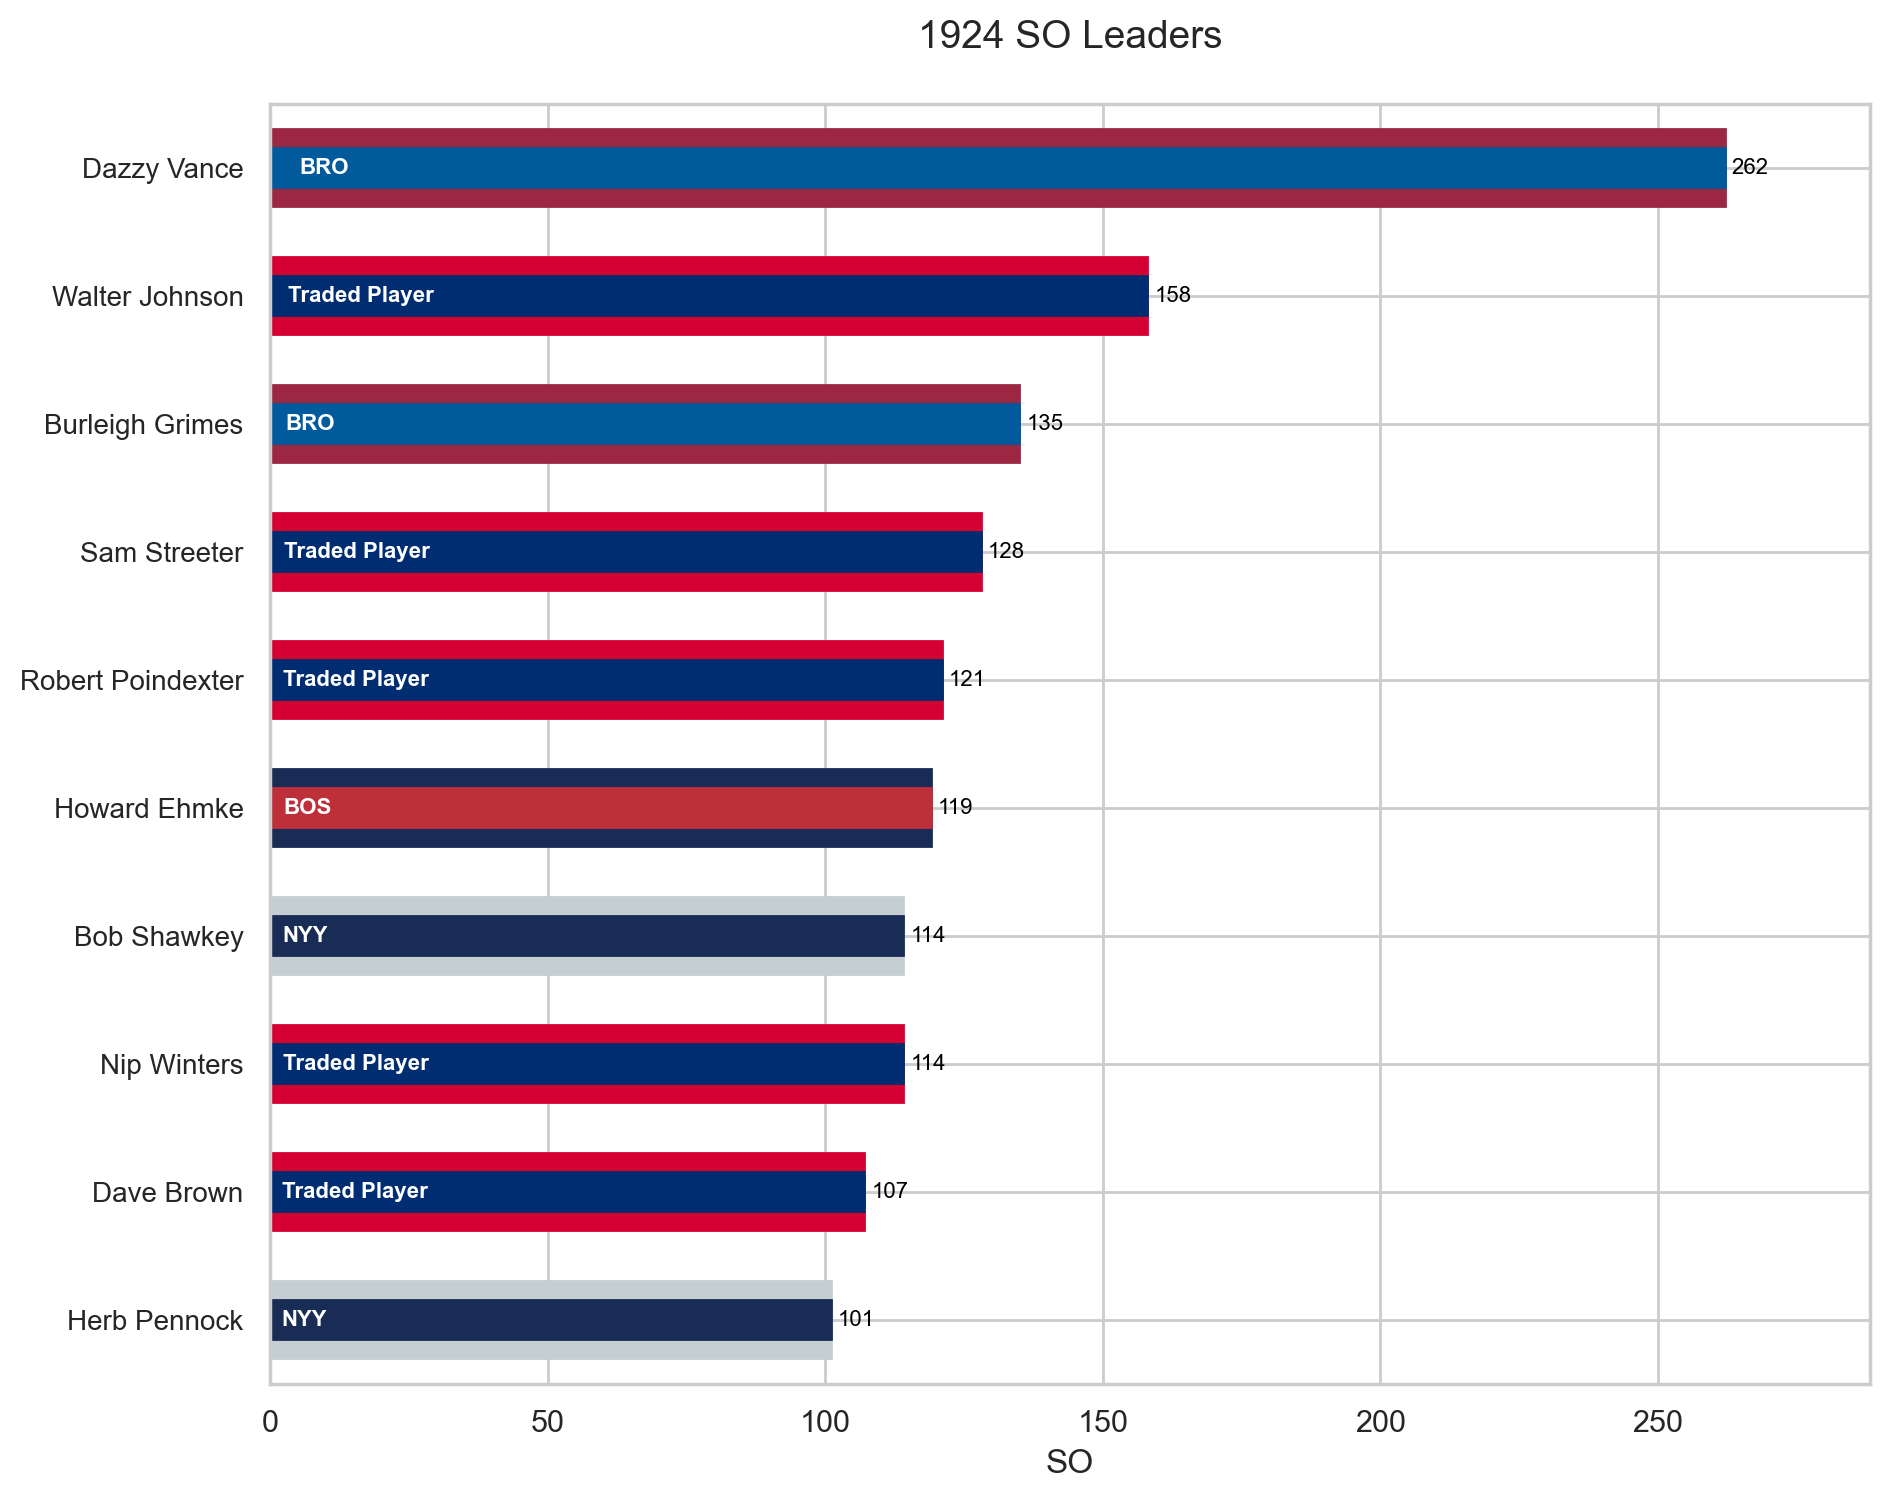 1924 SO Leaders
Dazzy Vance
BRO
262
Walter Johnson
Traded Player
158
Burleigh Grimes
BRO
135
Sam Streeter
Traded Player
128
Robert Poindexter
Traded Player
121
Howard Ehmke
BOS
119
Bob Shawkey
NYY
114
Nip Winters
Traded Player
114
Dave Brown
Traded Player
107
Herb Pennock
NYY
101
0 50 100 150 200 250
SO